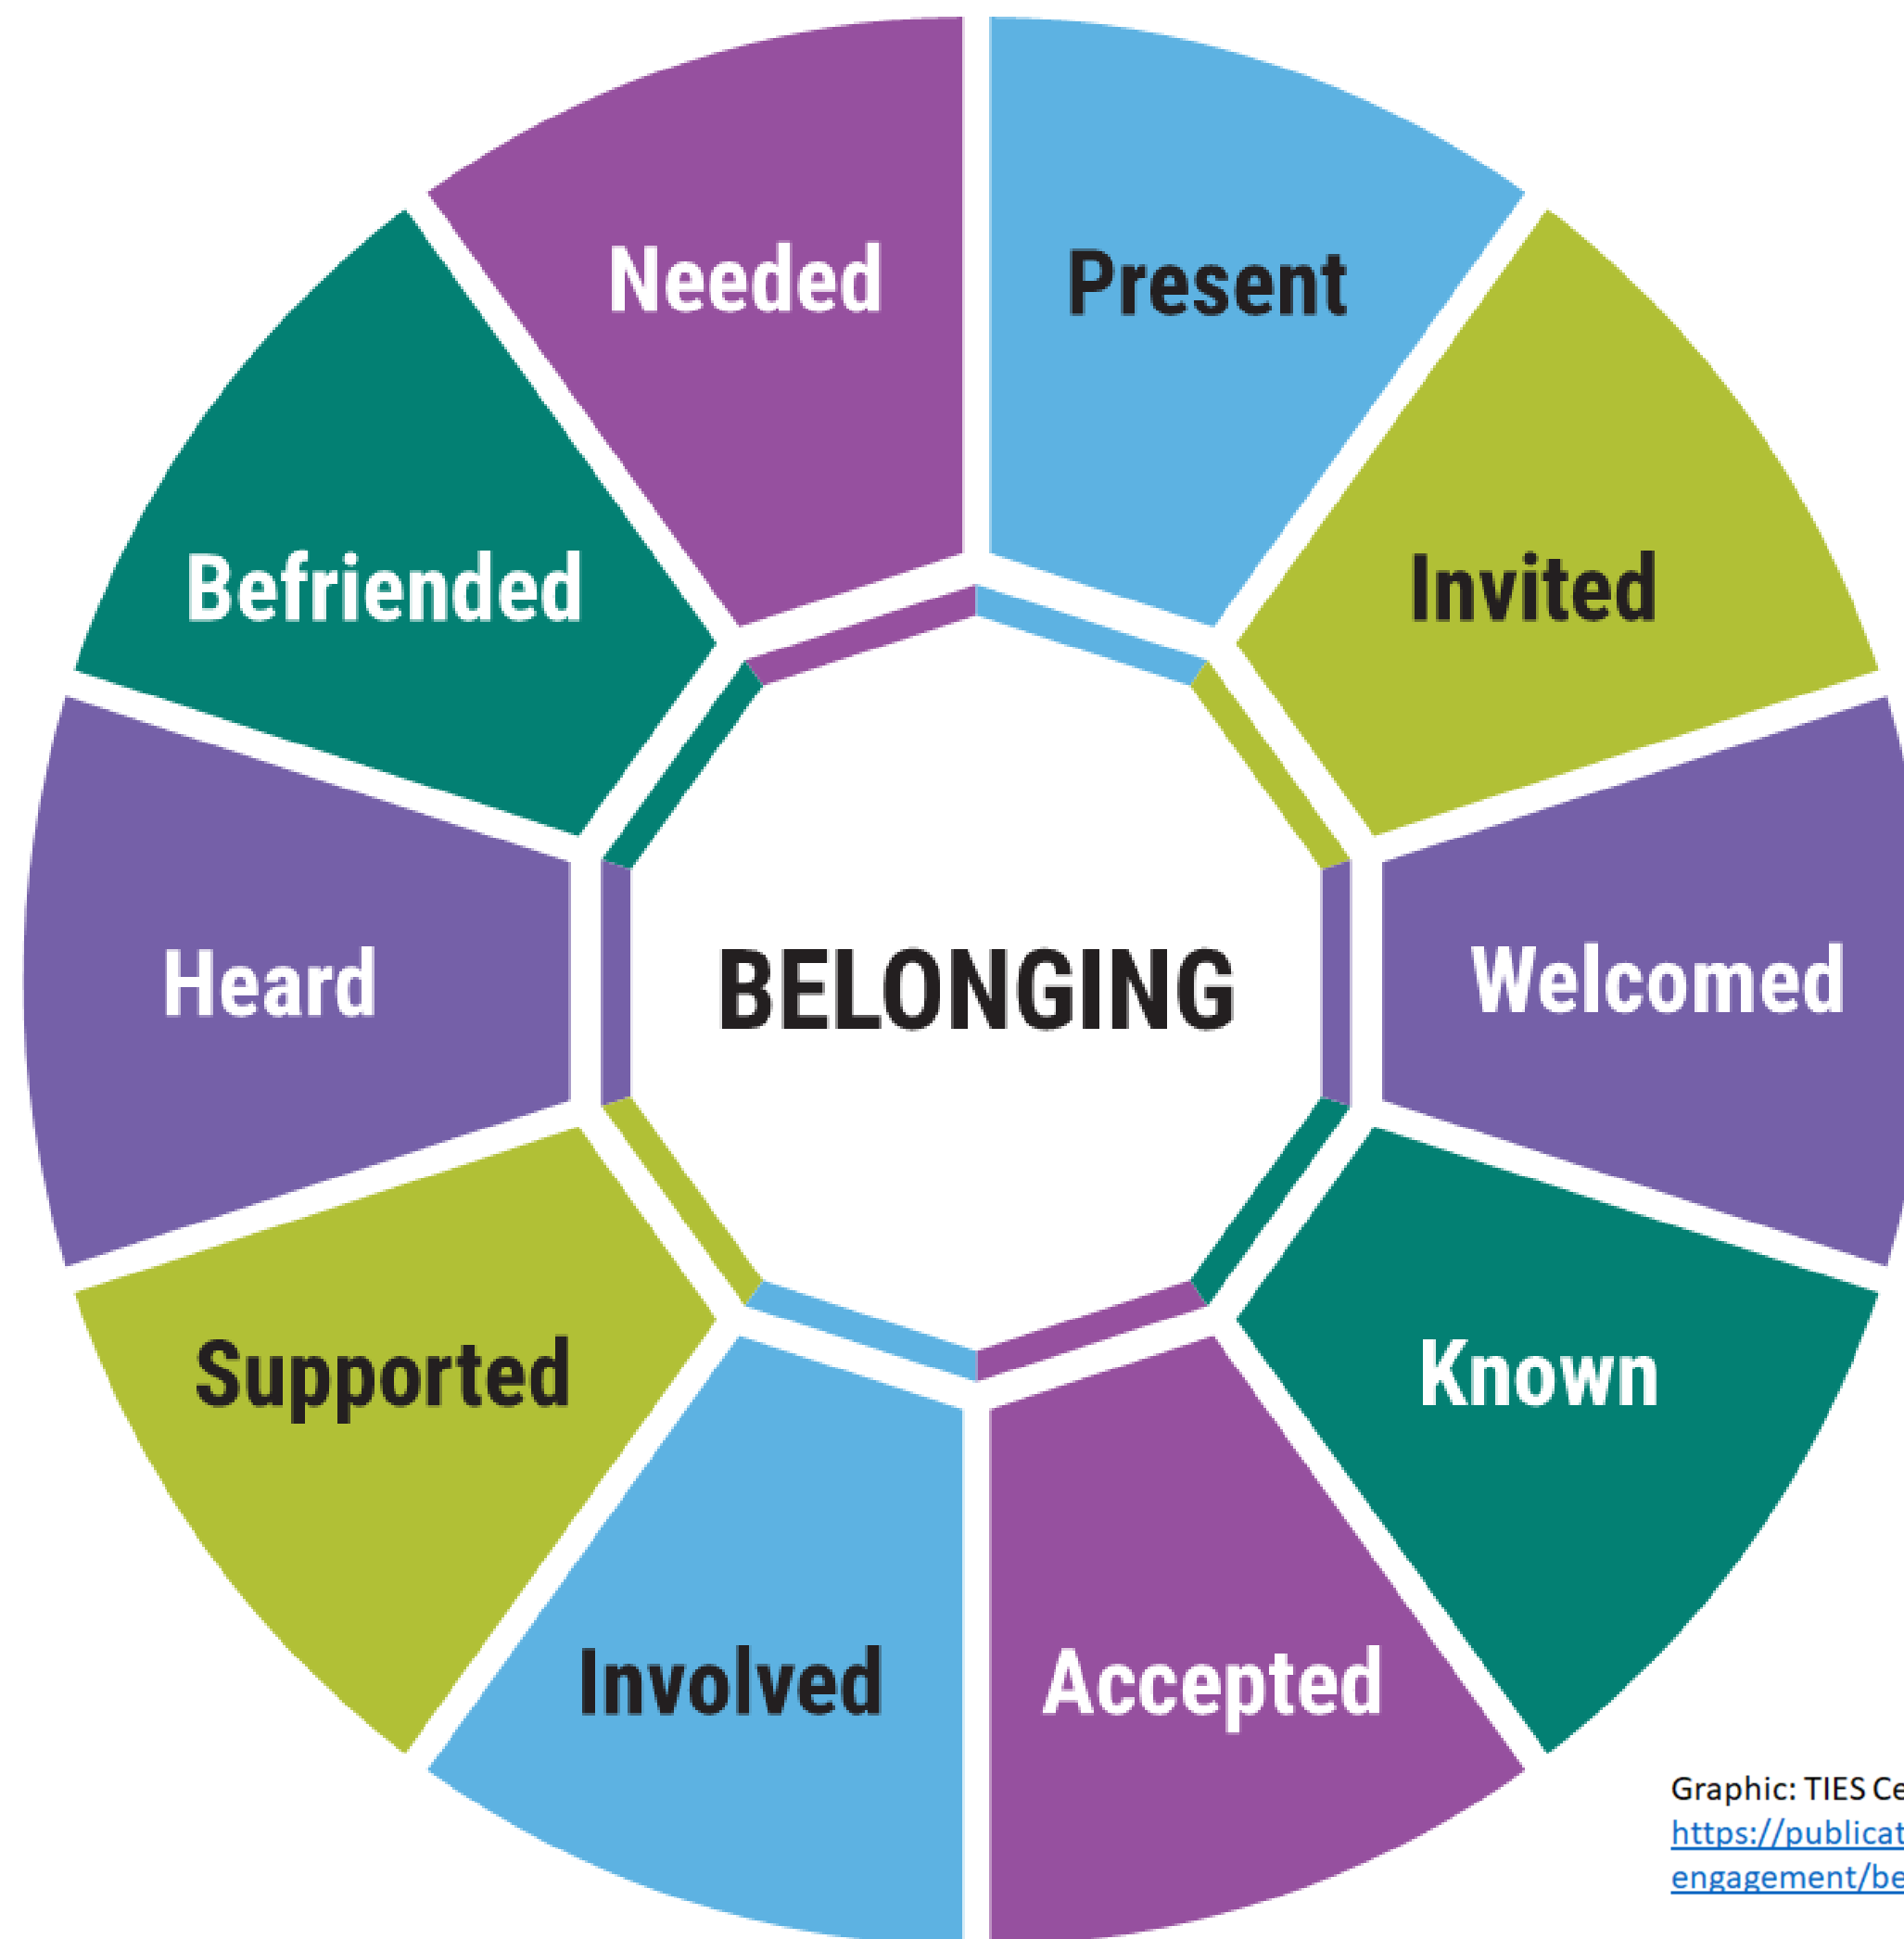 Needed
Present
Befriended
Invited
Heard
BELONGING
Welcomed
Supported
Known
Involved
Accepted
Graphic: TIES Ce
https://publicat
engagement/be